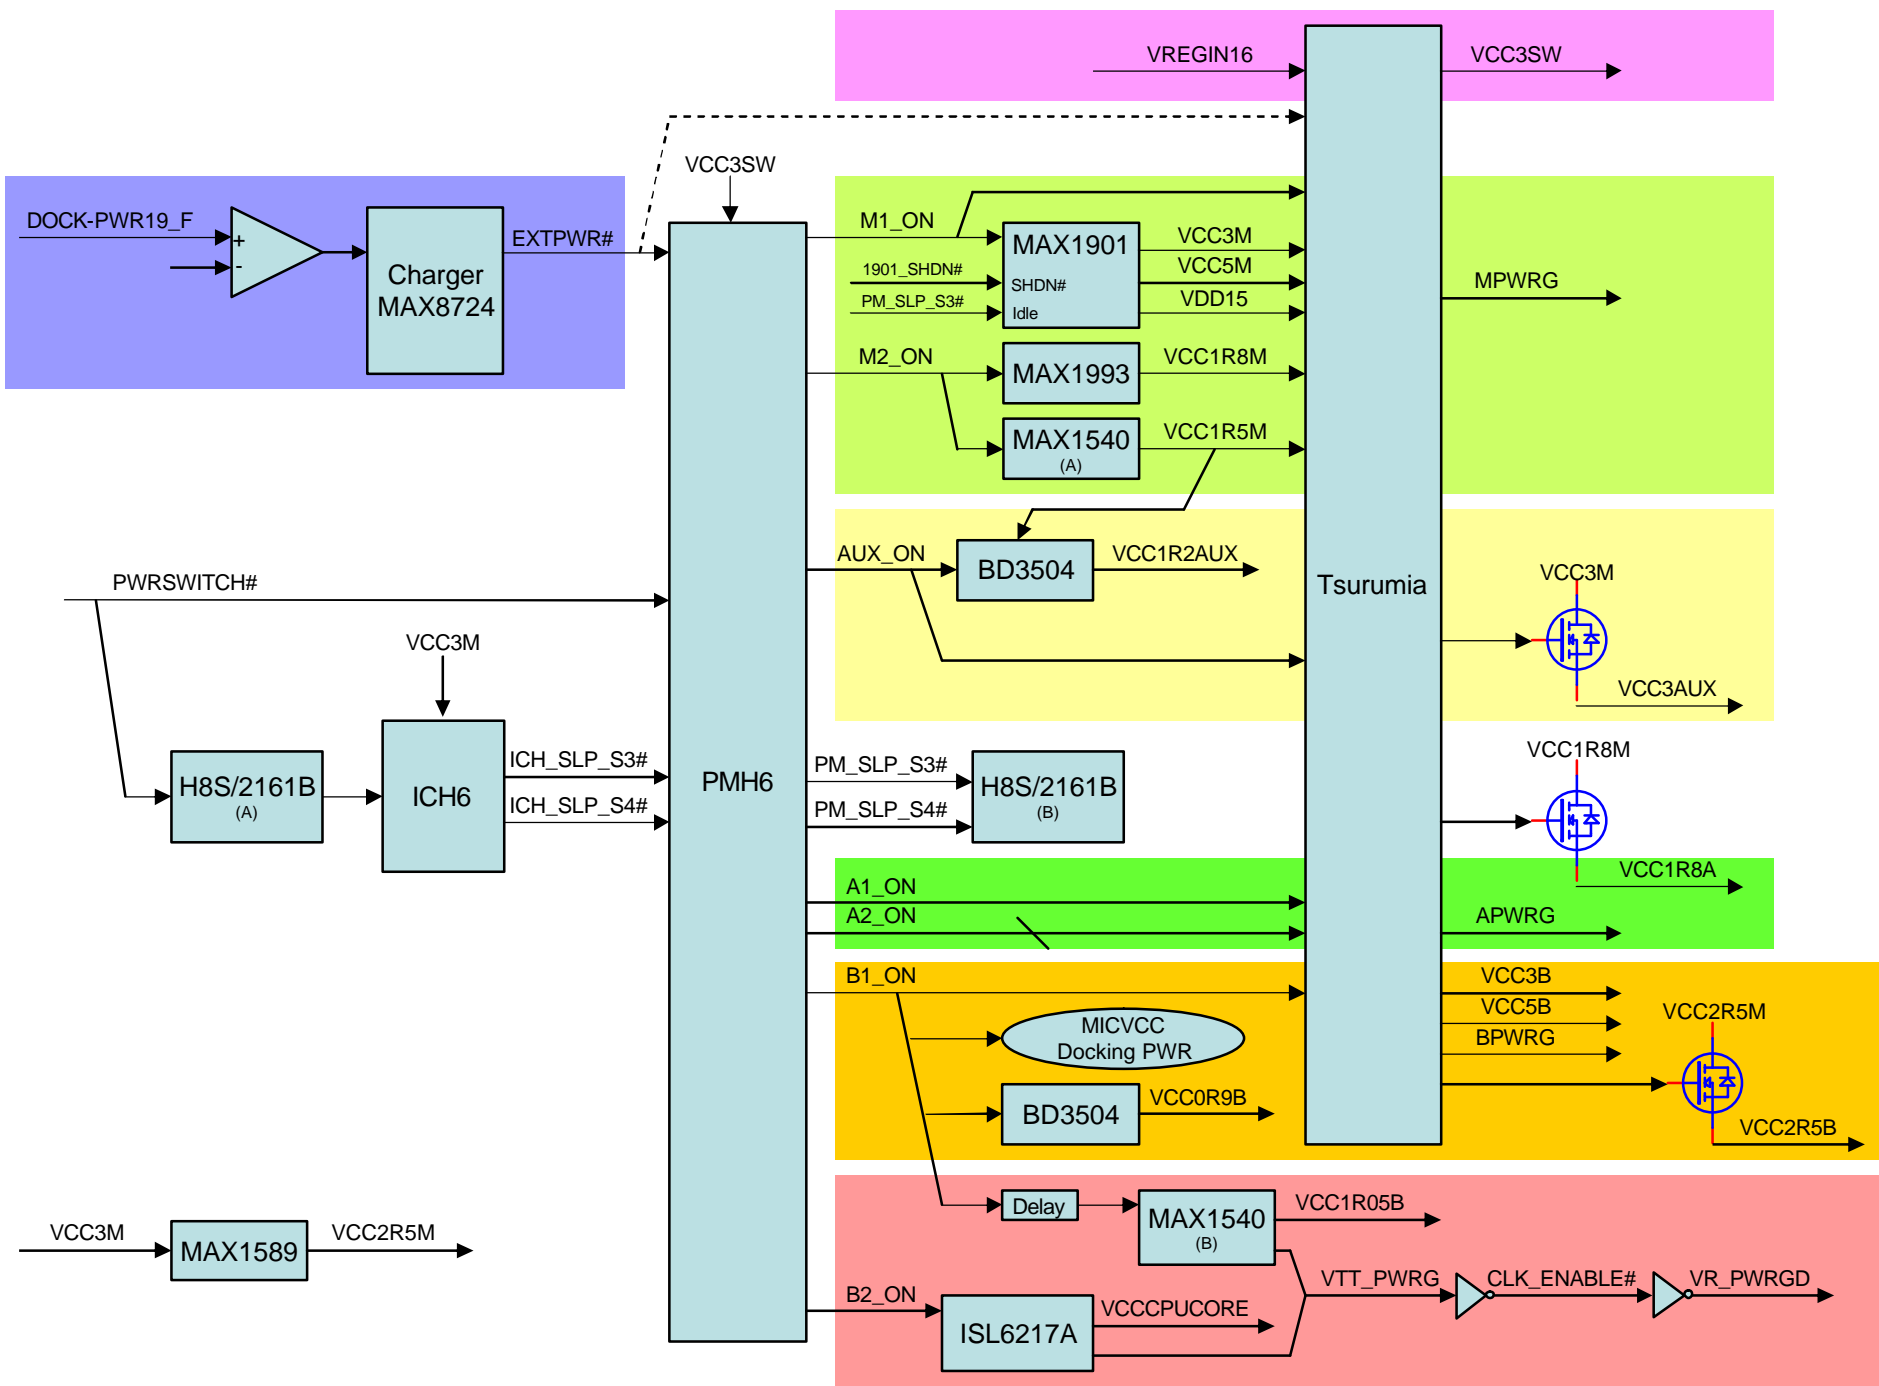 VREGIN16
VCC3SW
VCC3SW
DOCK-PWR19_F
+
-
Charger
MAX8724
EXTPWR#
M1_ON
1901_SHDN#
PM_SLP_S3#
MAX1901
SHDN#
Idle
VCC3M
VCC5M
VDD15
MPWRG
M2_ON
MAX1993
VCC1R8M
MAX1540
(A)
VCC1R5M
AUX_ON
BD3504
VCC1R2AUX
Tsurumia
VCC3M
VCC3AUX
PWRSWITCH#
VCC3M
H8S/2161B
(A)
ICH6
ICH_SLP_S3#
ICH_SLP_S4#
PMH6
PM_SLP_S3#
PM_SLP_S4#
H8S/2161B
(B)
VCC1R8M
VCC1R8A
A1_ON
A2_ON
APWRG
B1_ON
MICVCC
Docking PWR
BD3504
VCC0R9B
VCC3B
VCC5B
BPWRG
VCC2R5M
VCC2R5B
VCC3M
MAX1589
VCC2R5M
Delay
MAX1540
(B)
VCC1R05B
B2_ON
ISL6217A
VCCCPUCORE
VTT_PWRG
CLK_ENABLE#
VR_PWRGD